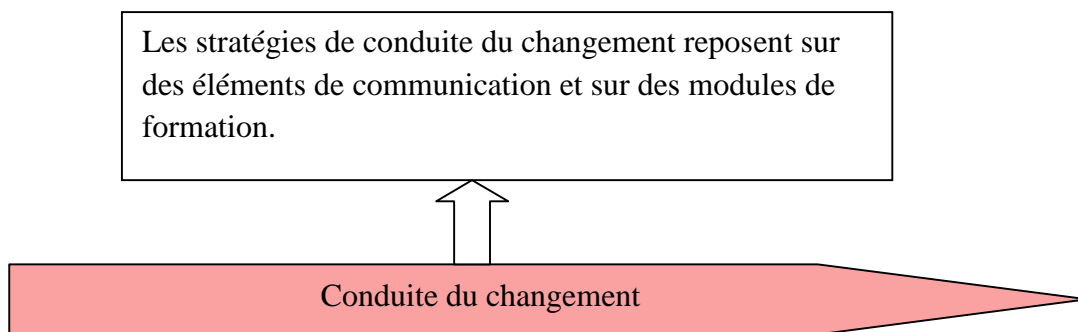 Les stratégies de conduite du changement reposent sur
des éléments de communication et sur des modules de
formation.
Conduite du changement